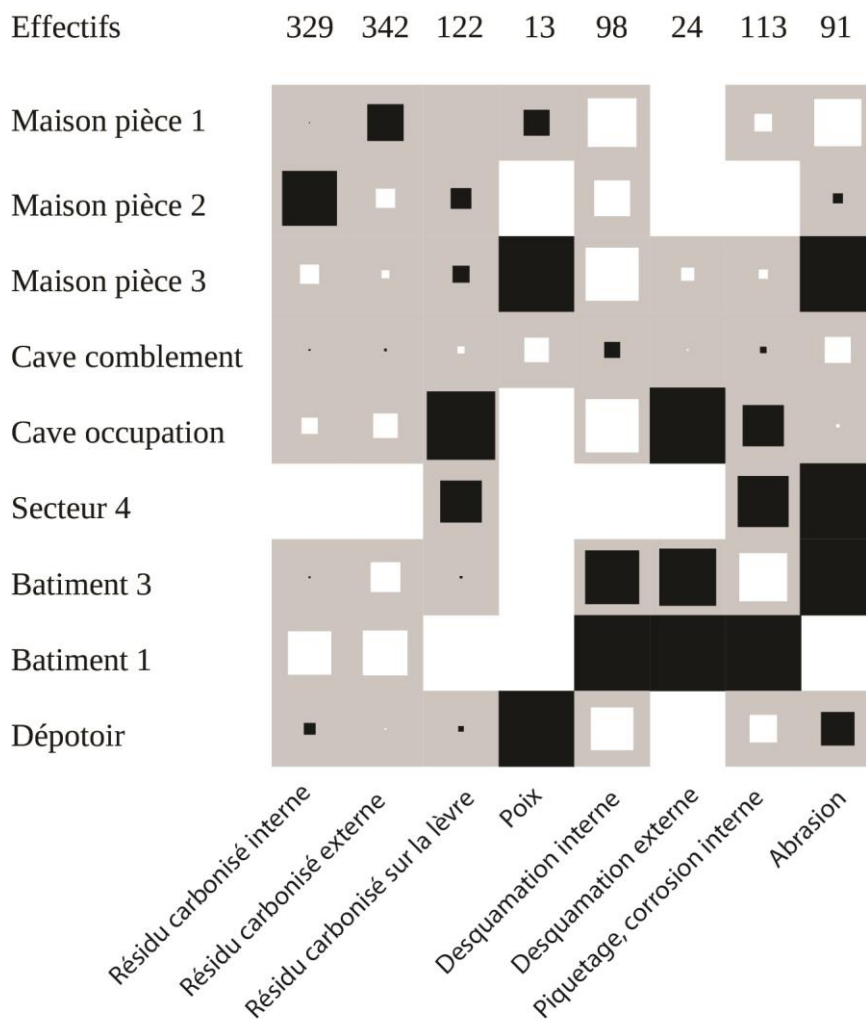 Effectifs 329 342 122 13 98 24 113 91
Maison pièce 1
Maison pièce 2
Maison pièce 3
Cave comblement
Cave occupation
Secteur 4
Batiment 3
Batiment 1
Dépotoir
Résidu carbonisé interne
Résidu carbonisé externe
Résidu carbonisé sur la lèvre
Poix
Desquamation interne
Desquamation externe
Piquetage, corrosion interne
Abrasion